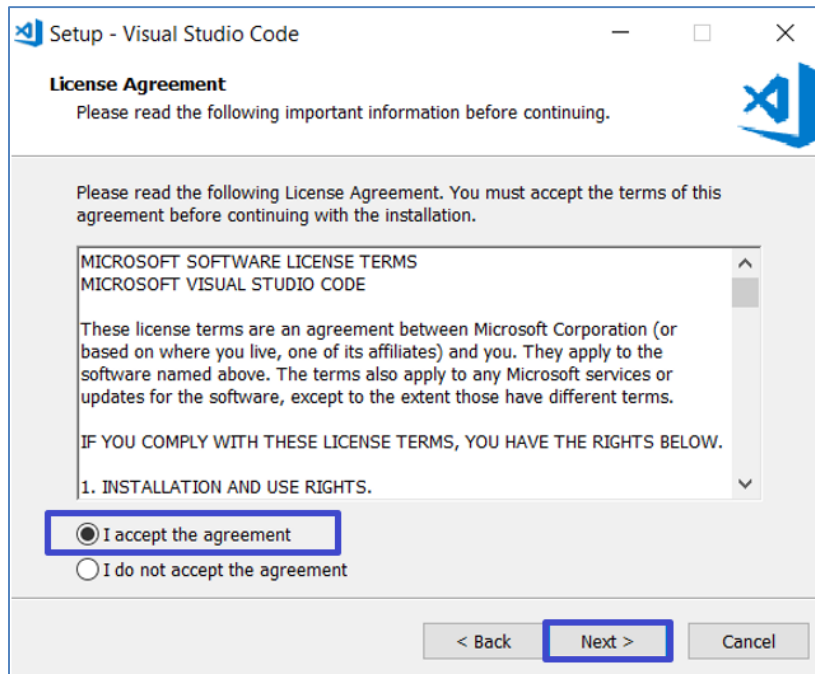 Setup - Visual Studio Code
License Agreement
Please read the following important information before continuing.
Please read the following License Agreement. You must accept the terms of this
agreement before continuing with the installation.
MICROSOFT SOFTWARE LICENSE TERMS
MICROSOFT VISUAL STUDIO CODE
These license terms are an agreement between Microsoft Corporation (or
based on where you live, one of its affiliates) and you. They apply to the
software named above. The terms also apply to any Microsoft services or
updates for the software, except to the extent those have different terms.
IF YOU COMPLY WITH THESE LICENSE TERMS, YOU HAVE THE RIGHTS BELOW.
1. INSTALLATION AND USE RIGHTS.
I accept the agreement
I do not accept the agreement
< Back Next > Cancel